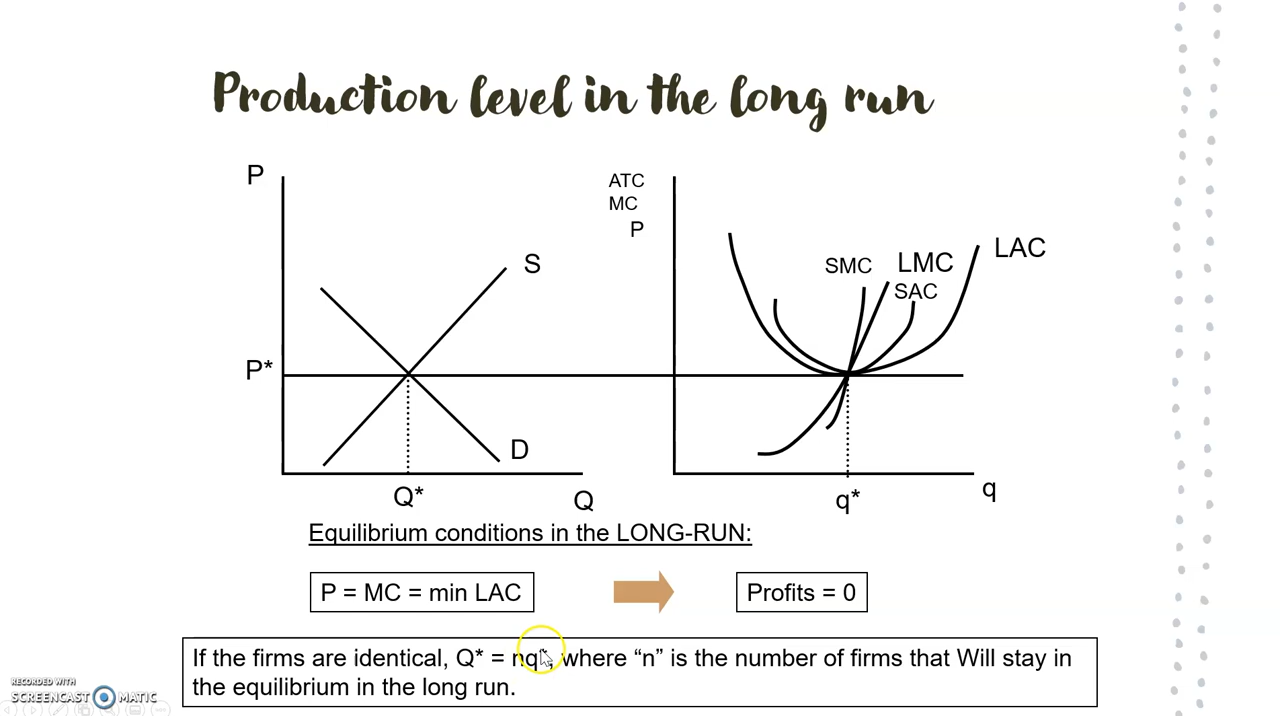 Production level in the long run
P
ATC
MC
P
S
SMC
LMC
LAC
SAC
P*
D
Q*
Q
q*
q
Equilibrium conditions in the LONG-RUN:
P = MC = min LAC
Profits = 0
If the firms are identical, Q* = nq*, where “n” is the number of firms that Will stay in
the equilibrium in the long run.
RECORDED WITH
SCREENCAST MATIC